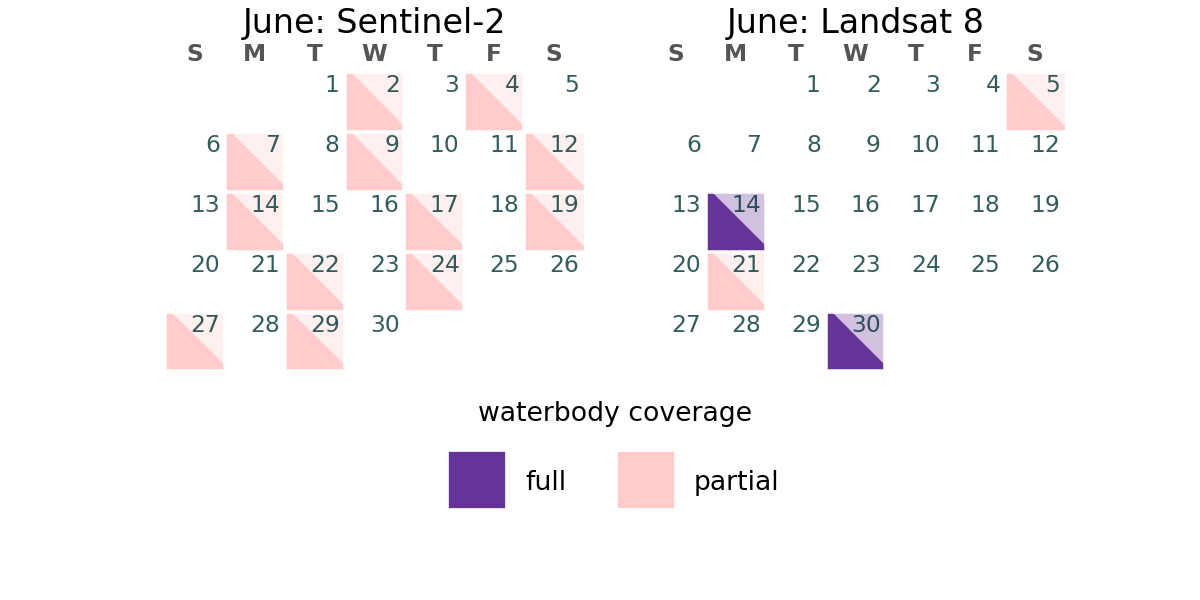 June: Sentinel-2
S M T W T F S
1 2 3 4 5
6 7 8 9 10 11 12
13 14 15 16 17 18 19
20 21 22 23 24 25 26
27 28 29 30
June: Landsat 8
S M T W T F S
1 2 3 4 5
6 7 8 9 10 11 12
13 14 15 16 17 18 19
20 21 22 23 24 25 26
27 28 29 30
waterbody coverage
full partial